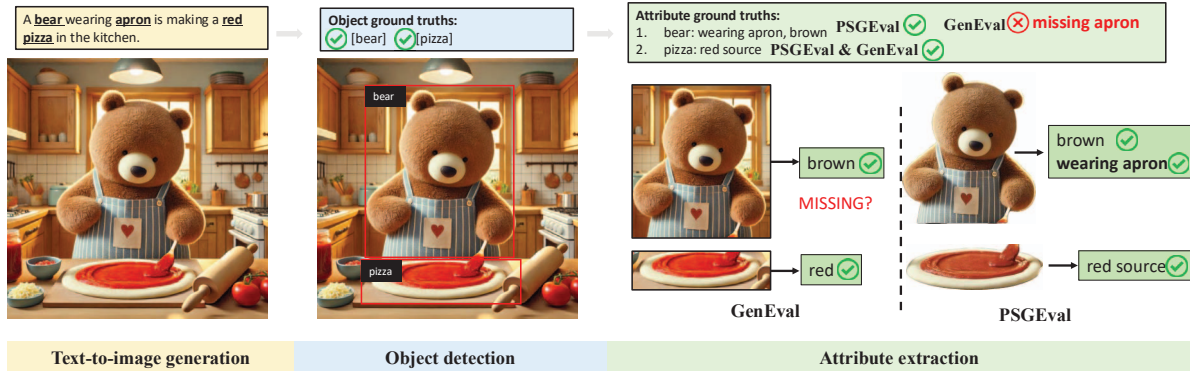 A bear wearing apron is making a red
pizza in the kitchen.
Object ground truths:
[bear] [pizza]
Attribute ground truths:
1. bear: wearing apron, brown PSGEval GenEval missing apron
2. pizza: red source PSGEval & GenEval
bear
pizza
brown
MISSING?
red
GenEval
brown
wearing apron
red source
PSGEval
Text-to-image generation
Object detection
Attribute extraction